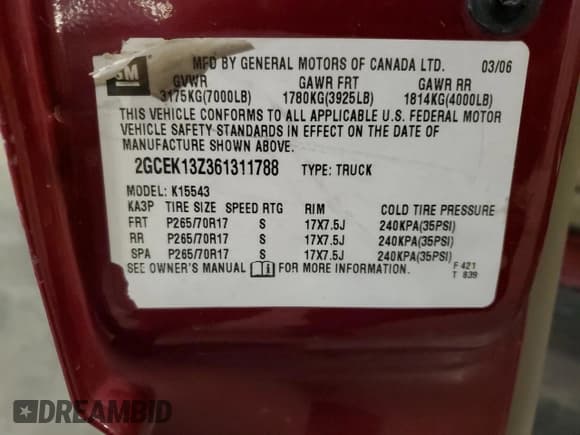 GM
MFD BY GENERAL MOTORS OF CANADA LTD. 03/06
GVWR GAWR FRT GAWR RR
3175KG(7000LB) 1780KG(3925LB) 1814KG(4000LB)
THIS VEHICLE CONFORMS TO ALL APPLICABLE U.S. FEDERAL MOTOR
VEHICLE SAFETY STANDARDS IN EFFECT ON THE DATE OF
MANUFACTURE SHOWN ABOVE.
2GCEK13Z361311788 TYPE: TRUCK
MODEL: K15543
KA3P TIRE SIZE SPEED RTG RIM COLD TIRE PRESSURE
FRT P265/70R17 S 17X7.5J 240KPA(35PSI)
RR P265/70R17 S 17X7.5J 240KPA(35PSI)
SPA P265/70R17 S 17X7.5J 240KPA(35PSI)
SEE OWNER'S MANUAL FOR MORE INFORMATION. F 421
T 839
DREAMBID